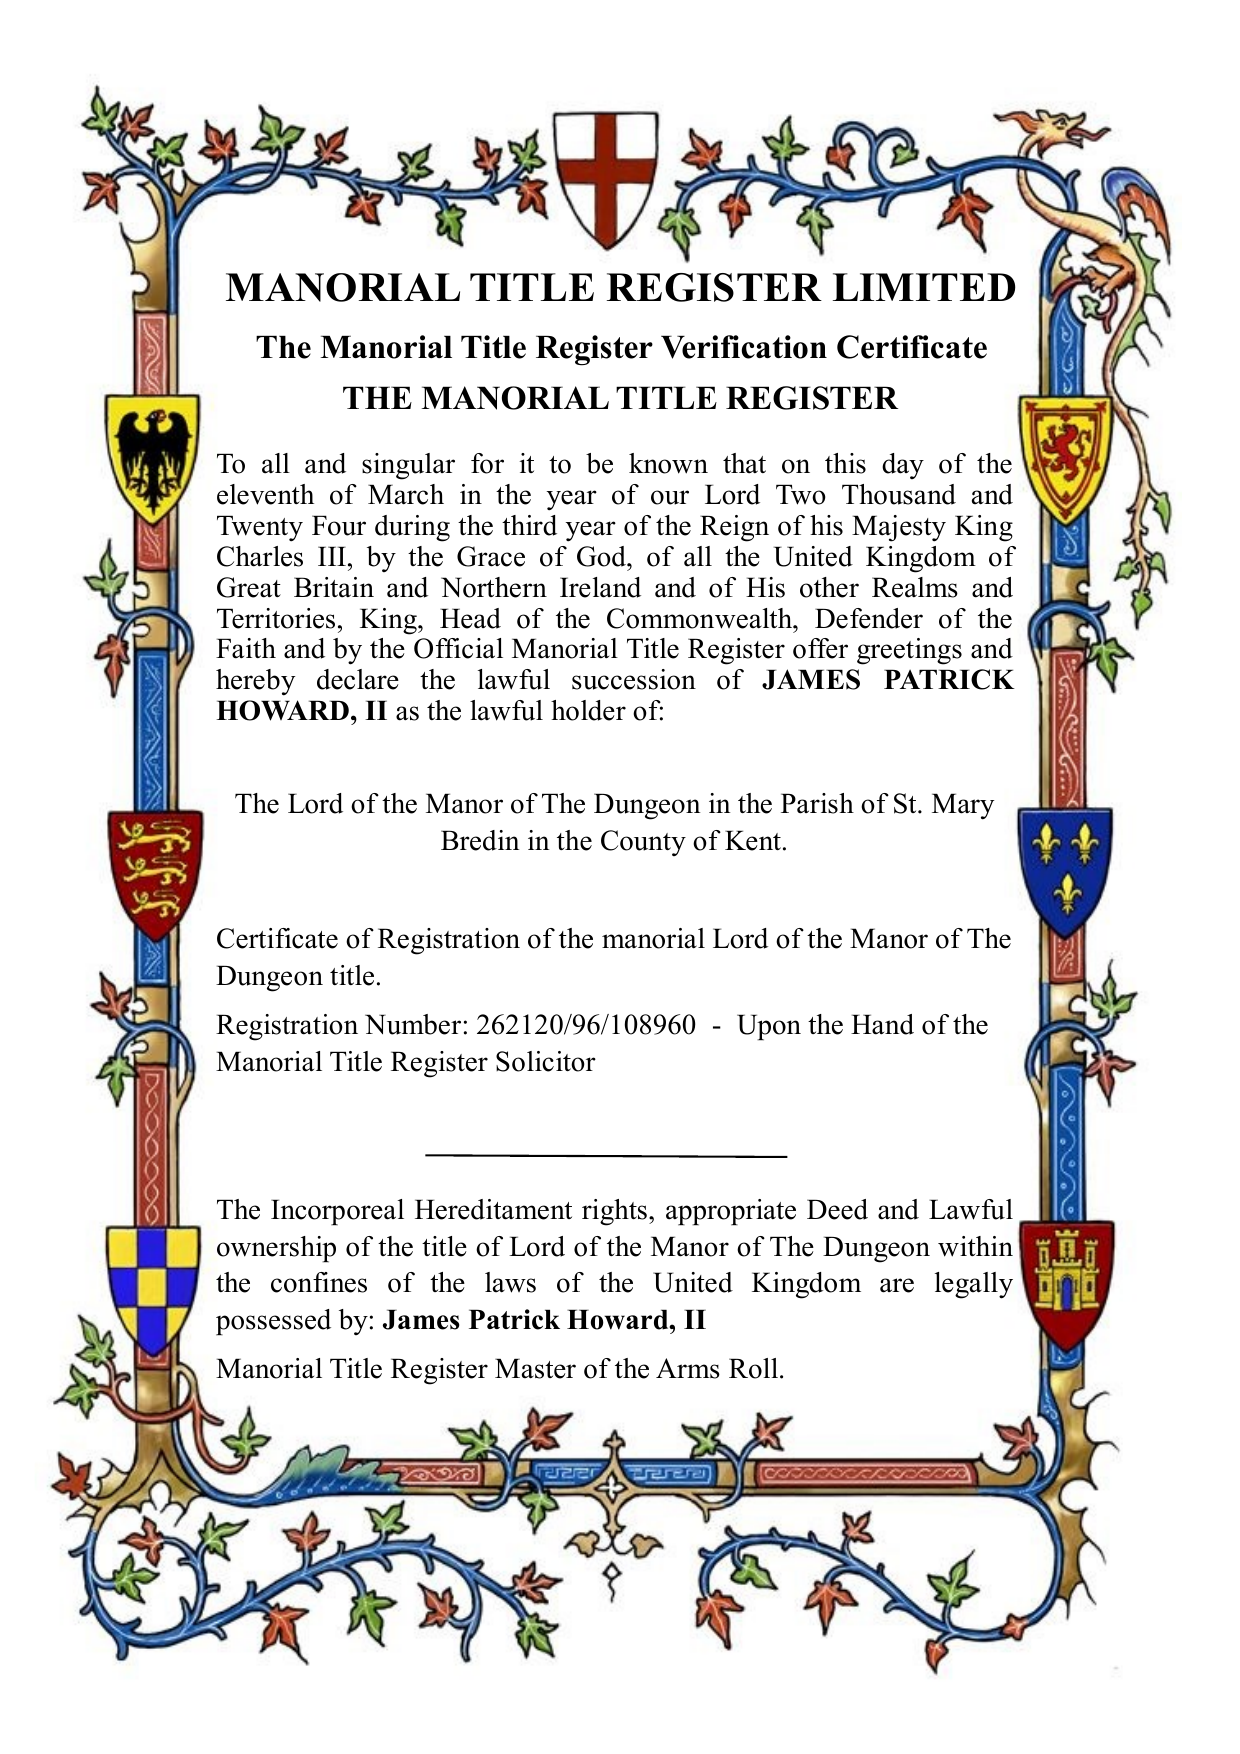 MANORIAL TITLE REGISTER LIMITED
The Manorial Title Register Verification Certificate
THE MANORIAL TITLE REGISTER
To all and singular for it to be known that on this day of the
eleventh of March in the year of our Lord Two Thousand and
Twenty Four during the third year of the Reign of his Majesty King
Charles III, by the Grace of God, of all the United Kingdom of
Great Britain and Northern Ireland and of His other Realms and
Territories, King, Head of the Commonwealth, Defender of the
Faith and by the Official Manorial Title Register offer greetings and
hereby declare the lawful succession of JAMES PATRICK
HOWARD, II as the lawful holder of:
The Lord of the Manor of The Dungeon in the Parish of St. Mary
Bredin in the County of Kent.
Certificate of Registration of the manorial Lord of the Manor of The
Dungeon title.
Registration Number: 262120/96/108960 - Upon the Hand of the
Manorial Title Register Solicitor
The Incorporeal Hereditament rights, appropriate Deed and Lawful
ownership of the title of Lord of the Manor of The Dungeon within
the confines of the laws of the United Kingdom are legally
possessed by: James Patrick Howard, II
Manorial Title Register Master of the Arms Roll.